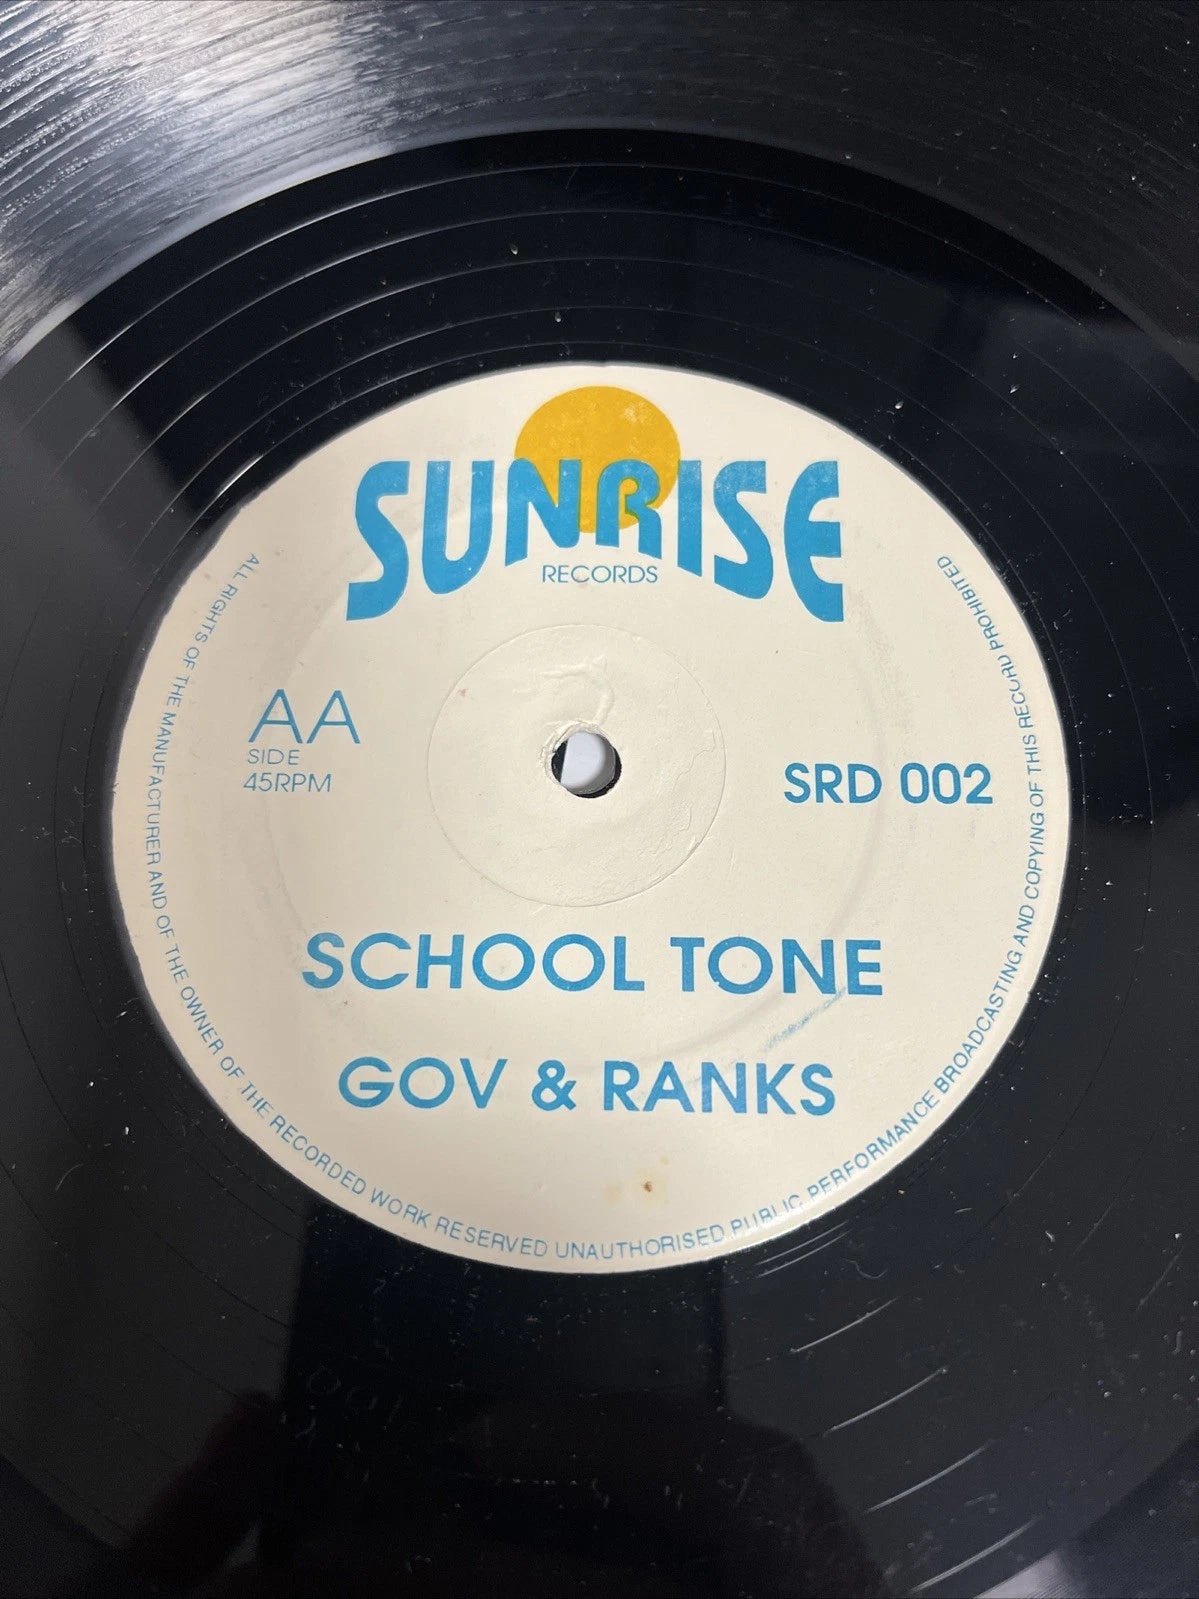 SUNRISE
RECORDS
AA
SIDE
45RPM
SRD 002
SCHOOL TONE
GOV & RANKS
ALL RIGHTS OF THE MANUFACTURER AND OF THE OWNER OF THE RECORDED WORK RESERVED UNAUTHORISED PUBLIC PERFORMANCE BROADCASTING AND COPYING OF THIS RECORD PROHIBITED